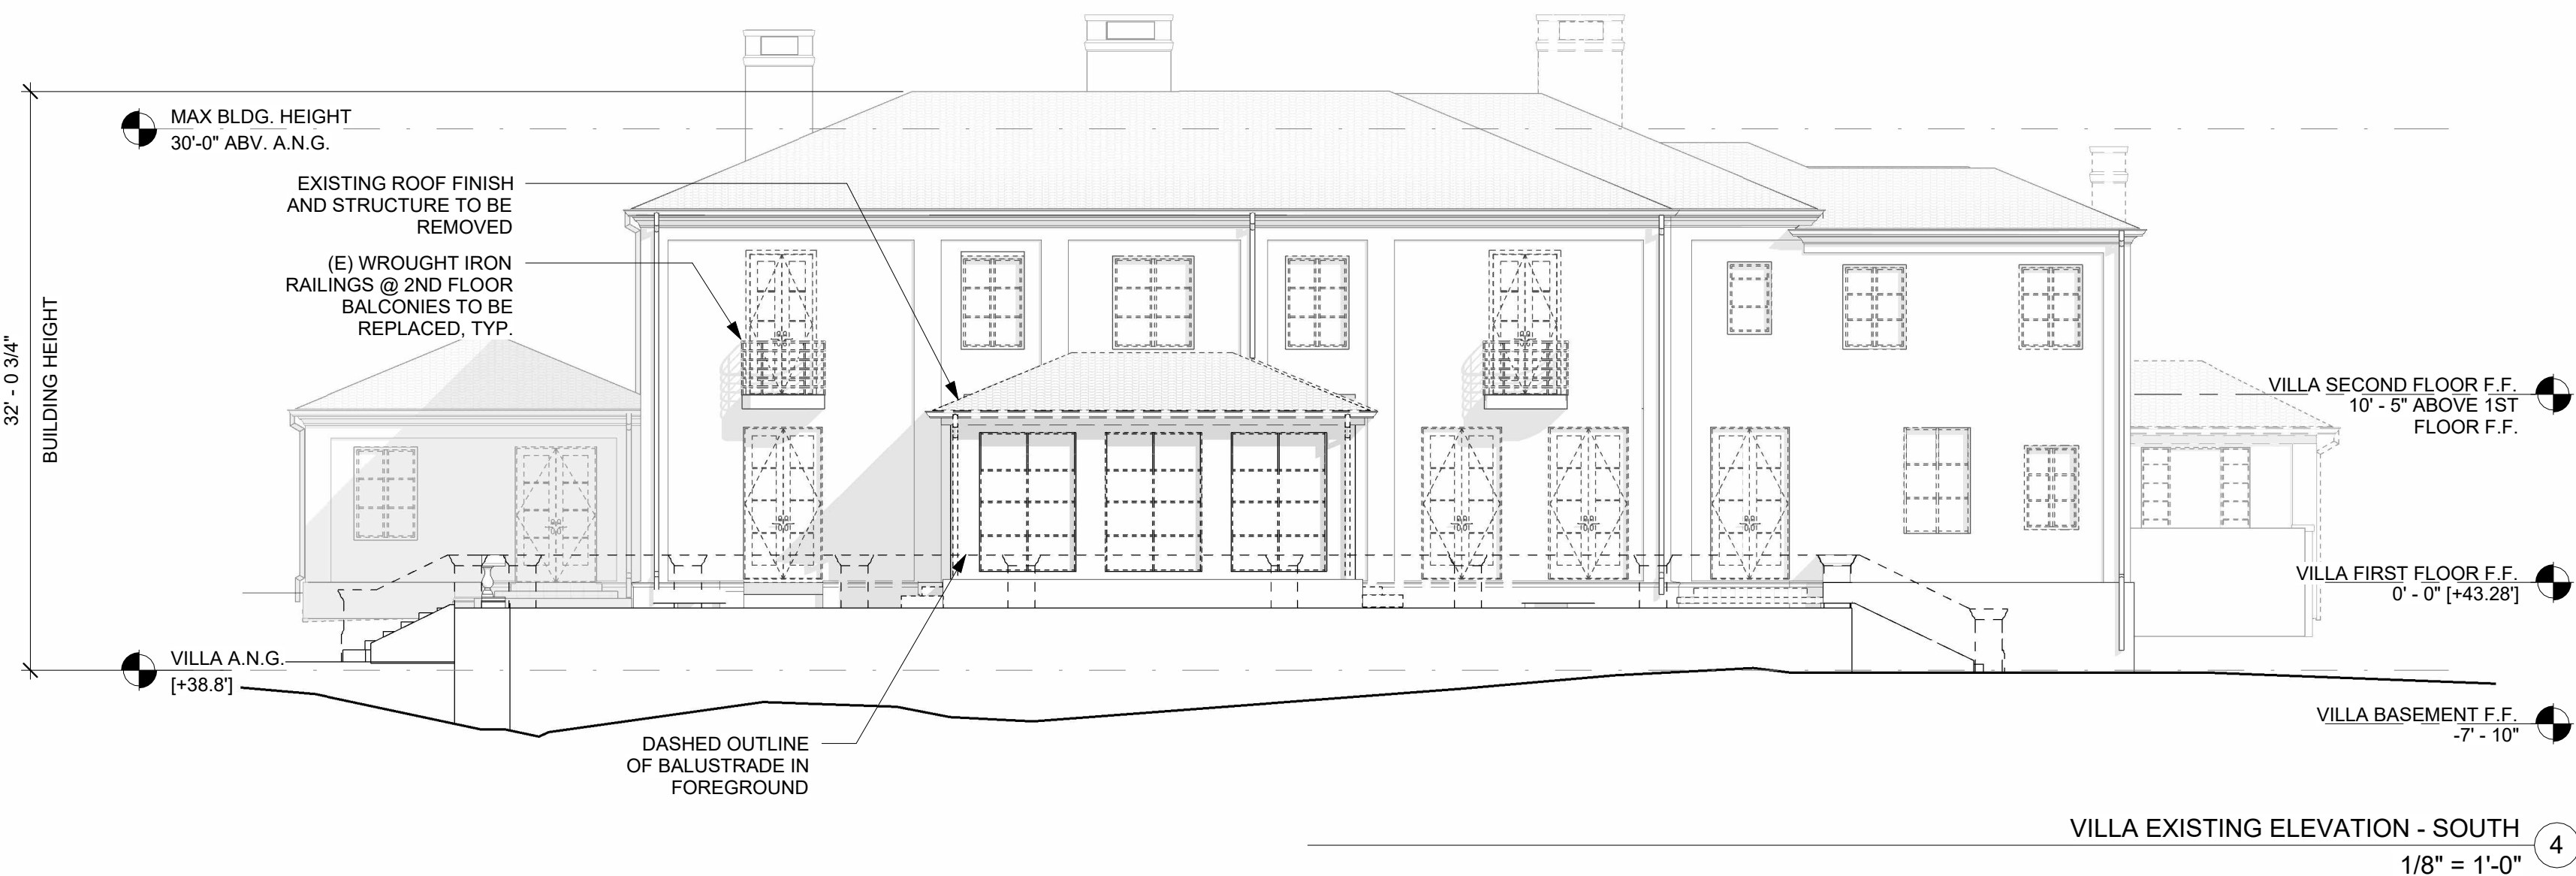 MAX BLDG. HEIGHT
30'-0" ABV. A.N.G.
EXISTING ROOF FINISH
AND STRUCTURE TO BE
REMOVED
(E) WROUGHT IRON
RAILINGS @ 2ND FLOOR
BALCONIES TO BE
REPLACED, TYP.
32' - 0 3/4"
BUILDING HEIGHT
VILLA SECOND FLOOR F.F.
10' - 5" ABOVE 1ST
FLOOR F.F.
VILLA FIRST FLOOR F.F.
0' - 0" [+43.28']
VILLA A.N.G.
[+38.8']
VILLA BASEMENT F.F.
-7' - 10"
DASHED OUTLINE
OF BALUSTRADE IN
FOREGROUND
VILLA EXISTING ELEVATION - SOUTH
4
1/8" = 1'-0"